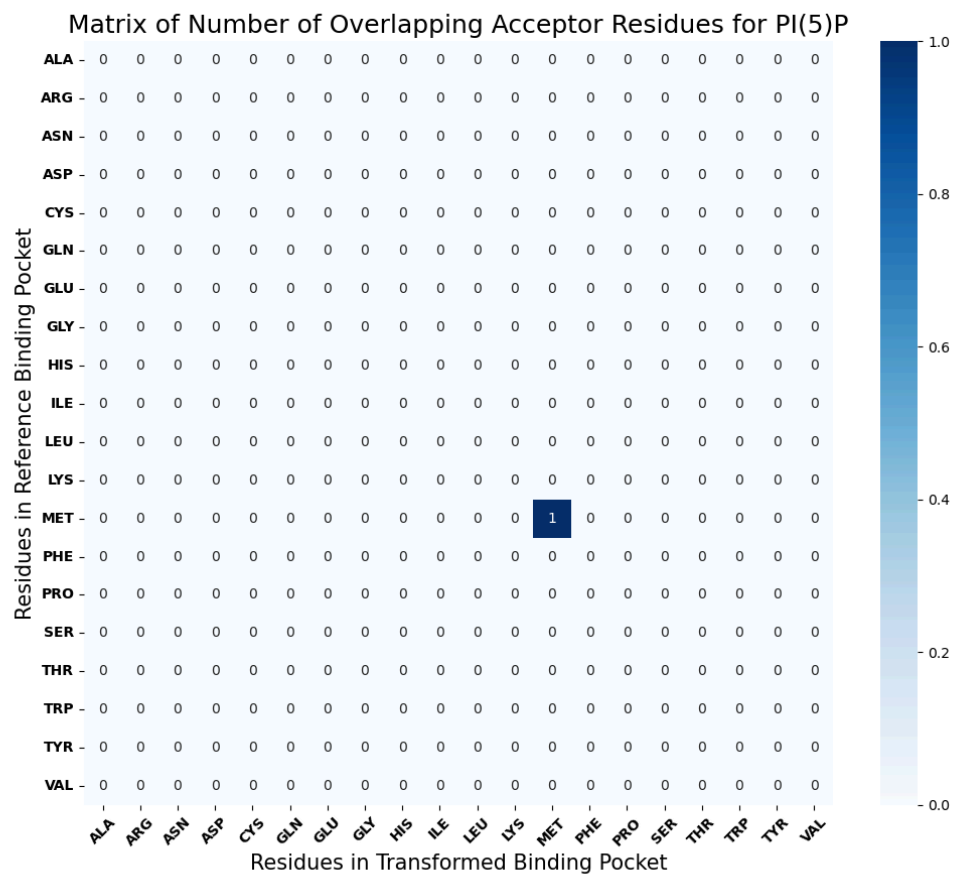 Matrix of Number of Overlapping Acceptor Residues for PI(5)P
Residues in Reference Binding Pocket
ALA 0 0 0 0 0 0 0 0 0 0 0 0 0 0 0 0 0 0 0 0
ARG 0 0 0 0 0 0 0 0 0 0 0 0 0 0 0 0 0 0 0 0
ASN 0 0 0 0 0 0 0 0 0 0 0 0 0 0 0 0 0 0 0 0
ASP 0 0 0 0 0 0 0 0 0 0 0 0 0 0 0 0 0 0 0 0
CYS 0 0 0 0 0 0 0 0 0 0 0 0 0 0 0 0 0 0 0 0
GLN 0 0 0 0 0 0 0 0 0 0 0 0 0 0 0 0 0 0 0 0
GLU 0 0 0 0 0 0 0 0 0 0 0 0 0 0 0 0 0 0 0 0
GLY 0 0 0 0 0 0 0 0 0 0 0 0 0 0 0 0 0 0 0 0
HIS 0 0 0 0 0 0 0 0 0 0 0 0 0 0 0 0 0 0 0 0
ILE 0 0 0 0 0 0 0 0 0 0 0 0 0 0 0 0 0 0 0 0
LEU 0 0 0 0 0 0 0 0 0 0 0 0 0 0 0 0 0 0 0 0
LYS 0 0 0 0 0 0 0 0 0 0 0 0 0 0 0 0 0 0 0 0
MET 0 0 0 0 0 0 0 0 0 0 0 0 1 0 0 0 0 0 0 0
PHE 0 0 0 0 0 0 0 0 0 0 0 0 0 0 0 0 0 0 0 0
PRO 0 0 0 0 0 0 0 0 0 0 0 0 0 0 0 0 0 0 0 0
SER 0 0 0 0 0 0 0 0 0 0 0 0 0 0 0 0 0 0 0 0
THR 0 0 0 0 0 0 0 0 0 0 0 0 0 0 0 0 0 0 0 0
TRP 0 0 0 0 0 0 0 0 0 0 0 0 0 0 0 0 0 0 0 0
TYR 0 0 0 0 0 0 0 0 0 0 0 0 0 0 0 0 0 0 0 0
VAL 0 0 0 0 0 0 0 0 0 0 0 0 0 0 0 0 0 0 0 0
ALA ARG ASN ASP CYS GLN GLU GLY HIS ILE LEU LYS MET PHE PRO SER THR TRP TYR VAL
Residues in Transformed Binding Pocket
1.0
0.8
0.6
0.4
0.2
0.0